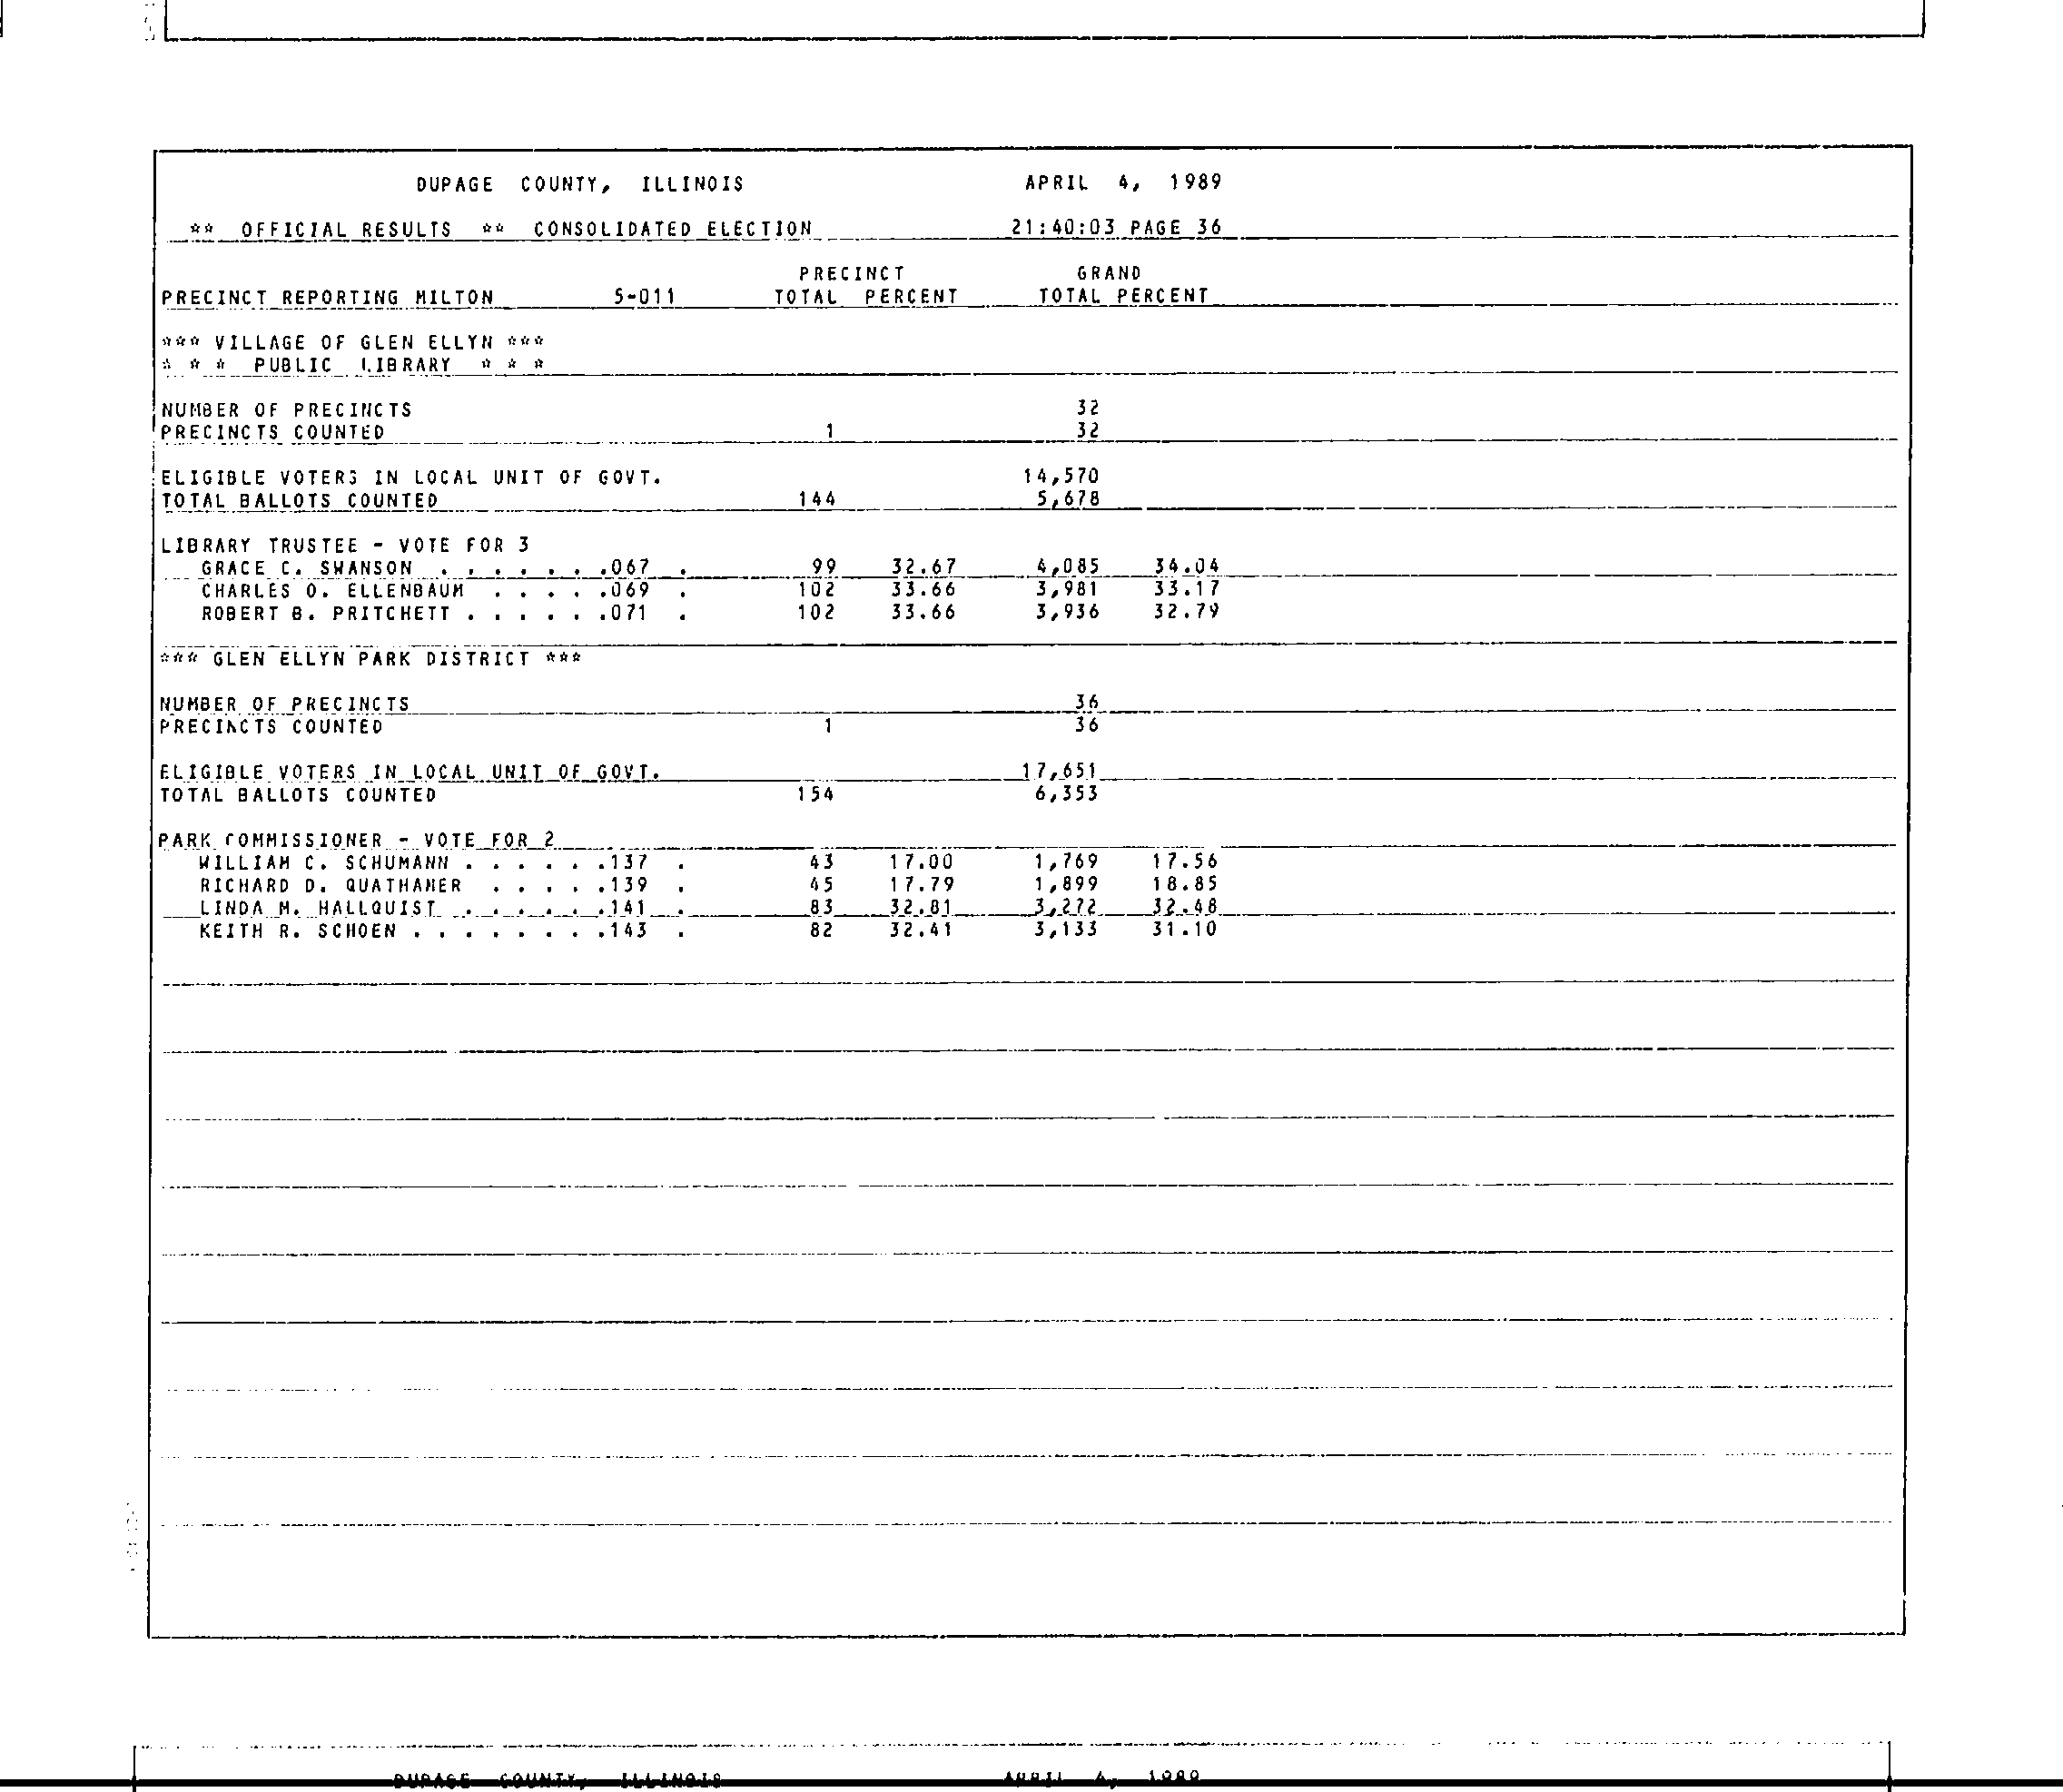 DUPAGE COUNTY, ILLINOIS APRIL 4, 1989
** OFFICIAL RESULTS ** CONSOLIDATED ELECTION 21:40:03 PAGE 36
PRECINCT GRAND
PRECINCT REPORTING MILTON 5-011 TOTAL PERCENT TOTAL PERCENT
*** VILLAGE OF GLEN ELLYN ***
* * * PUBLIC LIBRARY * * *
NUMBER OF PRECINCTS 32
PRECINCTS COUNTED 1 32
ELIGIBLE VOTERS IN LOCAL UNIT OF GOVT. 14,570
TOTAL BALLOTS COUNTED 144 5,678
LIBRARY TRUSTEE - VOTE FOR 3
GRACE C. SWANSON . . . . . . .067 . 99 32.67 4,085 34.04
CHARLES O. ELLENBAUM . . . . .069 . 102 33.66 3,981 33.17
ROBERT B. PRITCHETT . . . . . .071 . 102 33.66 3,936 32.79
*** GLEN ELLYN PARK DISTRICT ***
NUMBER OF PRECINCTS 36
PRECINCTS COUNTED 1 36
ELIGIBLE VOTERS IN LOCAL UNIT OF GOVT. 17,651
TOTAL BALLOTS COUNTED 154 6,353
PARK COMMISSIONER - VOTE FOR 2
WILLIAM C. SCHUMANN . . . . . .137 . 43 17.00 1,769 17.56
RICHARD D. QUATHAMER . . . . .139 . 45 17.79 1,899 18.85
LINDA M. HALLQUIST . . . . . .141 . 83 32.81 3,272 32.48
KEITH R. SCHOEN . . . . . . . .143 . 82 32.41 3,133 31.10
DUPAGE COUNTY, ILLINOIS APRIL 4, 1989